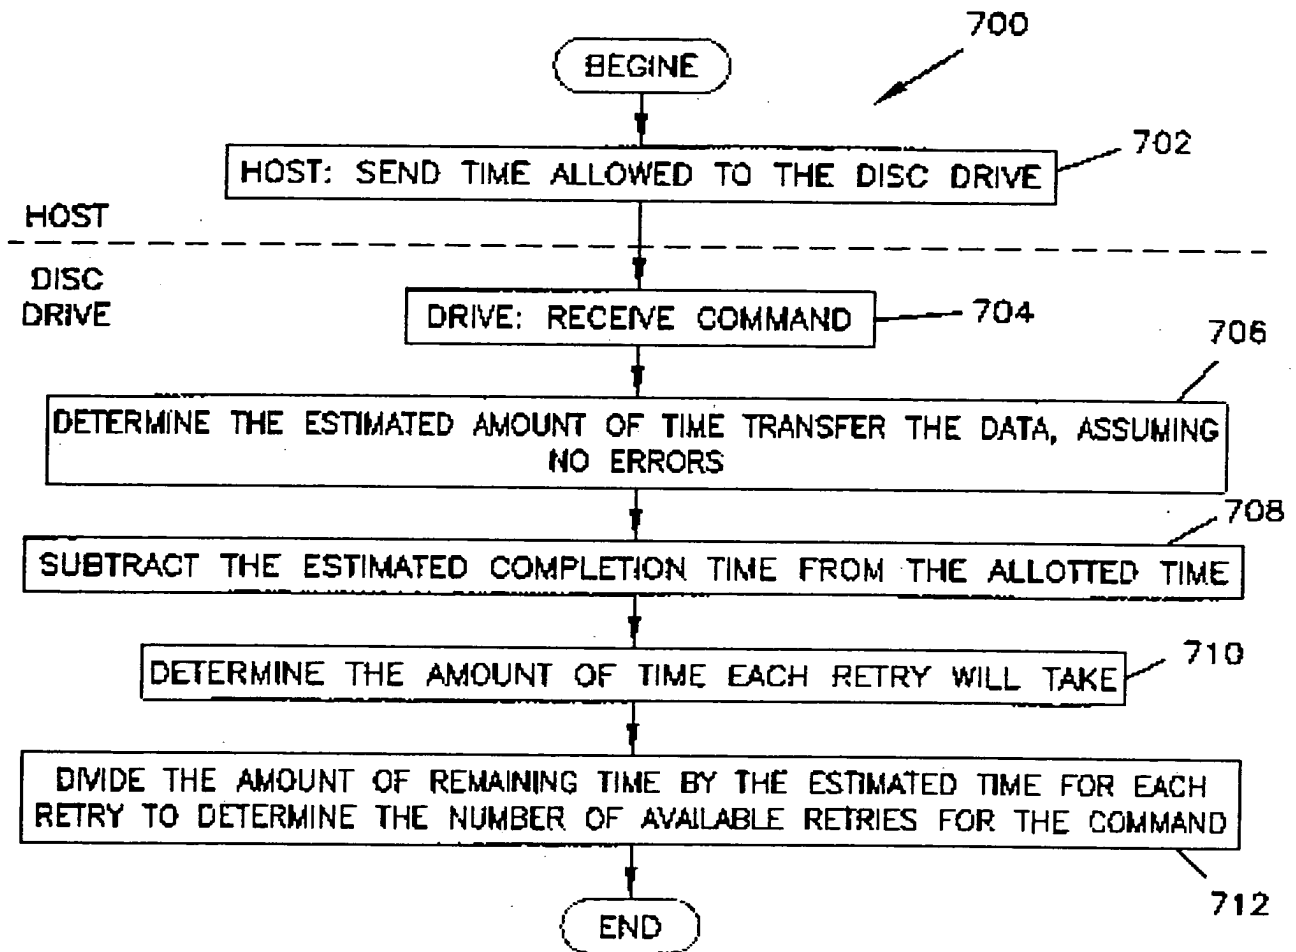 700
BEGINE
702
HOST: SEND TIME ALLOWED TO THE DISC DRIVE
HOST
DISC
DRIVE
DRIVE: RECEIVE COMMAND
704
706
DETERMINE THE ESTIMATED AMOUNT OF TIME TRANSFER THE DATA, ASSUMING
NO ERRORS
708
SUBTRACT THE ESTIMATED COMPLETION TIME FROM THE ALLOTTED TIME
710
DETERMINE THE AMOUNT OF TIME EACH RETRY WILL TAKE
DIVIDE THE AMOUNT OF REMAINING TIME BY THE ESTIMATED TIME FOR EACH
RETRY TO DETERMINE THE NUMBER OF AVAILABLE RETRIES FOR THE COMMAND
712
END